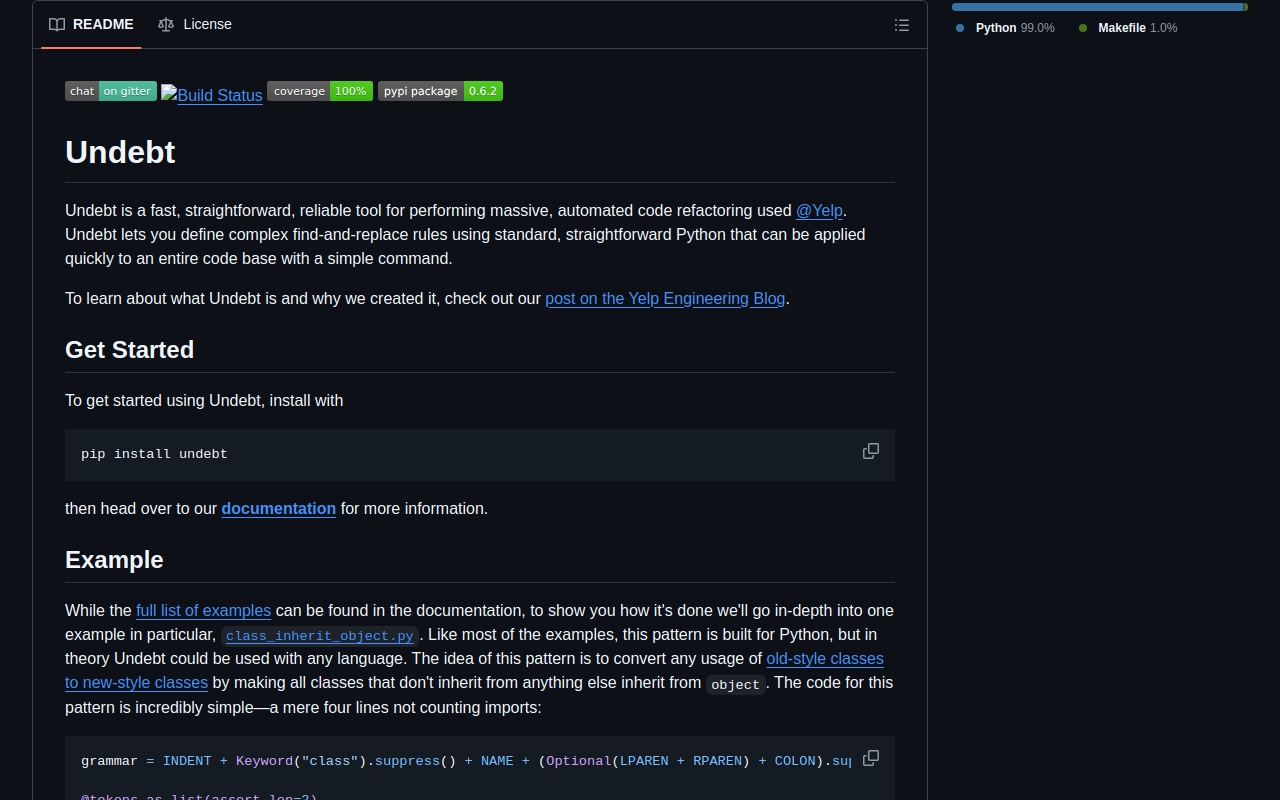 README
License
Python 99.0%
Makefile 1.0%
chat on gitter
Build Status
coverage 100%
pypi package 0.6.2
Undebt
Undebt is a fast, straightforward, reliable tool for performing massive, automated code refactoring used @Yelp.
Undebt lets you define complex find-and-replace rules using standard, straightforward Python that can be applied
quickly to an entire code base with a simple command.
To learn about what Undebt is and why we created it, check out our post on the Yelp Engineering Blog.
Get Started
To get started using Undebt, install with
pip install undebt
then head over to our documentation for more information.
Example
While the full list of examples can be found in the documentation, to show you how it's done we'll go in-depth into one
example in particular, class_inherit_object.py. Like most of the examples, this pattern is built for Python, but in
theory Undebt could be used with any language. The idea of this pattern is to convert any usage of old-style classes
to new-style classes by making all classes that don't inherit from anything else inherit from object. The code for this
pattern is incredibly simple—a mere four lines not counting imports:
grammar = INDENT + Keyword("class").suppress() + NAME + (Optional(LPAREN + RPAREN) + COLON).sup
@tokens_as_list(assert_len=2)